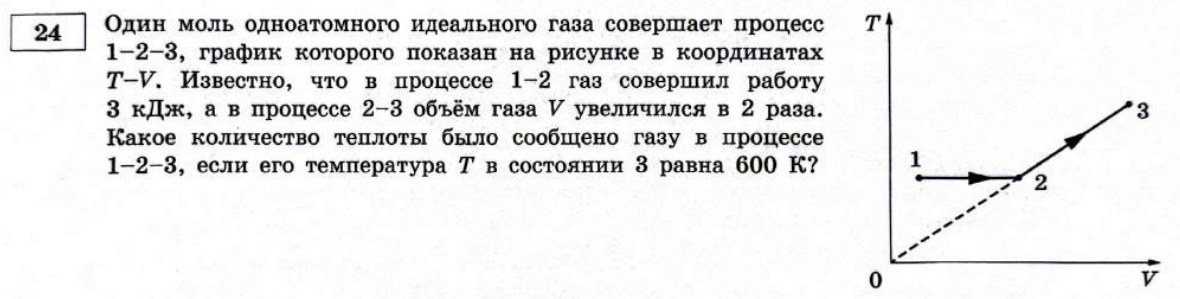 24
Один моль одноатомного идеального газа совершает процесс
1–2–3, график которого показан на рисунке в координатах
T–V. Известно, что в процессе 1–2 газ совершил работу
3 кДж, а в процессе 2–3 объём газа V увеличился в 2 раза.
Какое количество теплоты было сообщено газу в процессе
1–2–3, если его температура T в состоянии 3 равна 600 К?
T
3
1
2
0
V